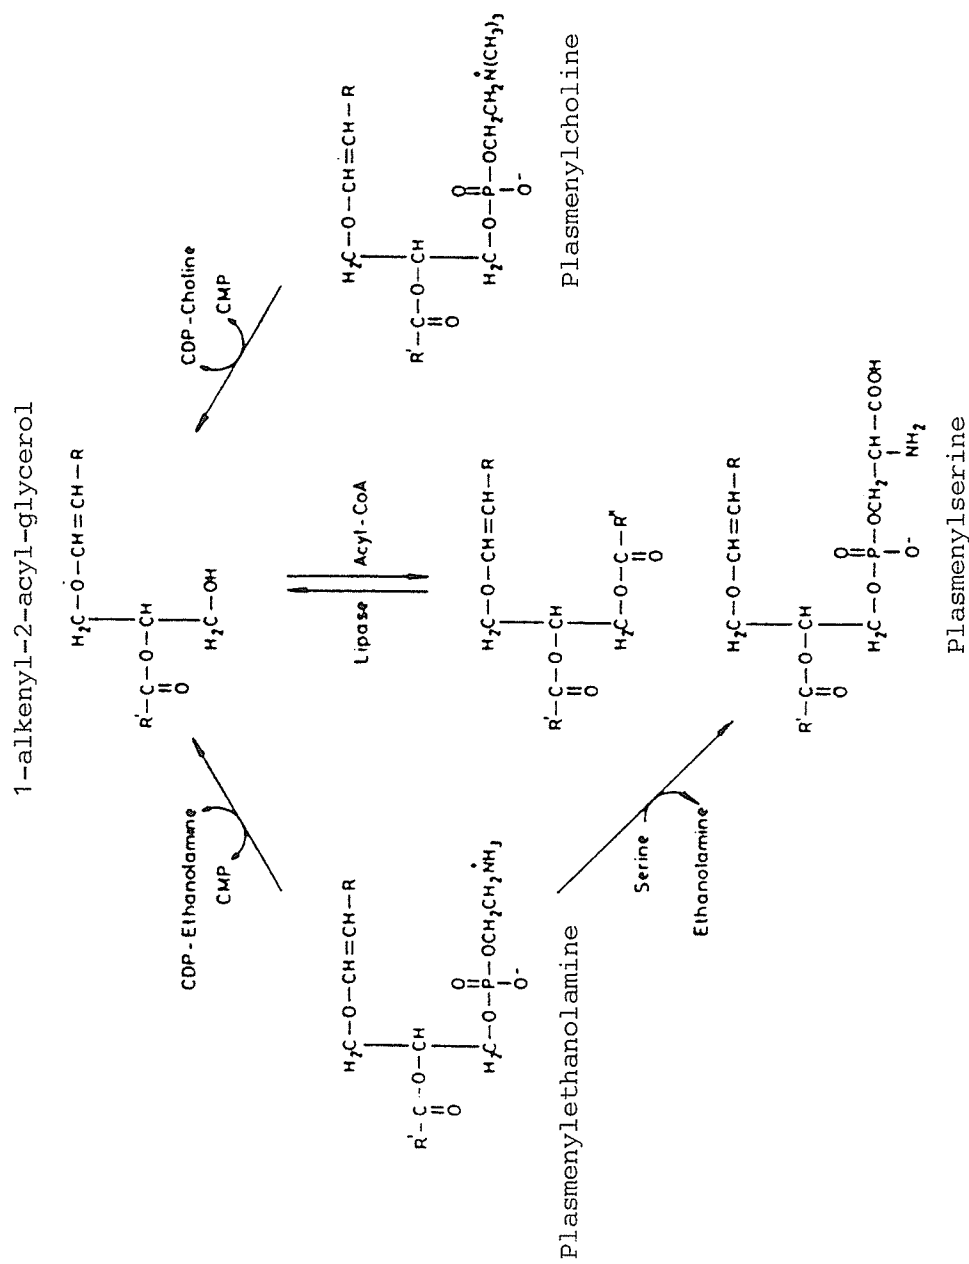 1-alkenyl-2-acyl-glycerol
H₂C—O—CH=CH—R
R'—C—O—CH
O
H₂C—OH
CDP-Ethanolamine
CMP
CDP-Choline
CMP
Lipase
Acyl-CoA
H₂C—O—CH=CH—R
R'—C—O—CH
O
O
H₂C—O—P—OCH₂CH₂NH₃
O⁻
Plasmenylethanolamine
H₂C—O—CH=CH—R
R'—C—O—CH
O
H₂C—O—C—R"
O
H₂C—O—CH=CH—R
R'—C—O—CH
O
O
H₂C—O—P—OCH₂CH₂N(CH₃)₃
O⁻
Plasmenylcholine
Serine
Ethanolamine
H₂C—O—CH=CH—R
R'—C—O—CH
O
O
H₂C—O—P—OCH₂—CH—COOH
O⁻
NH₂
Plasmenylserine